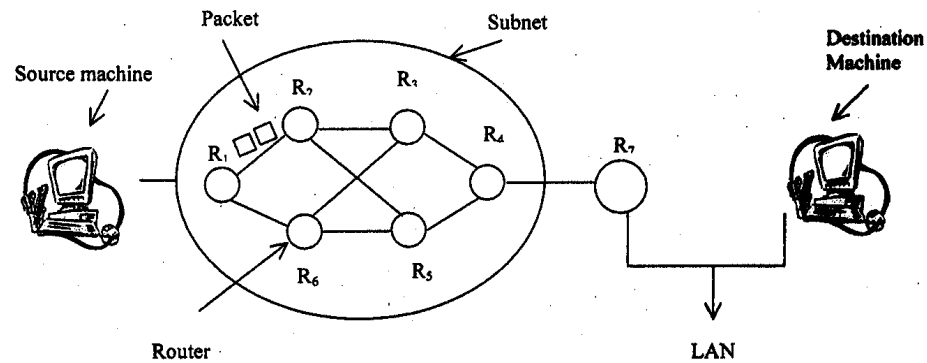 Packet
Subnet
Destination
Machine
Source machine
R₂
R₃
R₁
R₄
R₇
R₆
R₅
Router
LAN